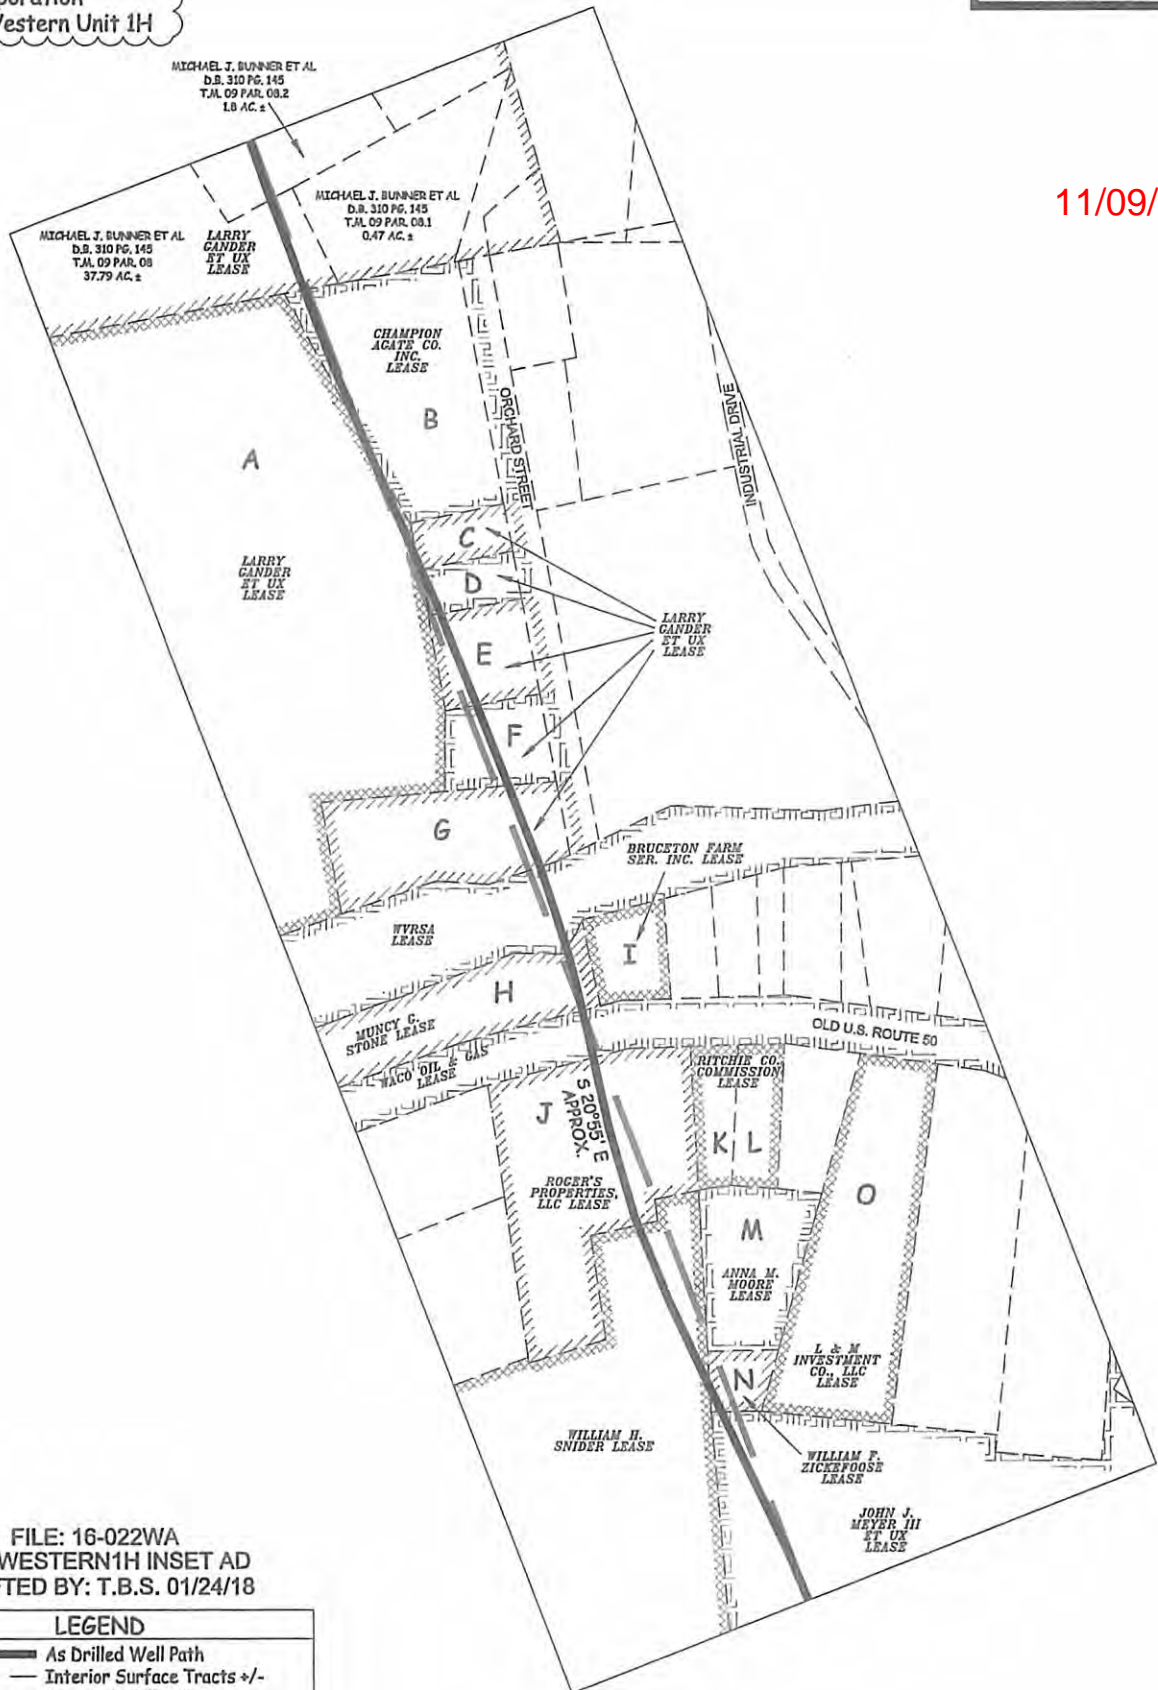 Western Unit 1H
MICHAEL J. BUNNER ET AL
D.B. 310 PG. 145
T.M. 09 PAR. 08.2
1.8 AC. ±
11/09/
MICHAEL J. BUNNER ET AL
D.B. 310 PG. 145
T.M. 09 PAR. 08.1
0.47 AC. ±
MICHAEL J. BUNNER ET AL
D.B. 310 PG. 145
T.M. 09 PAR. 08
37.79 AC. ±
LARRY
GANDER
ET UX
LEASE
CHAMPION
AGATE CO.
INC.
LEASE
ORCHARD STREET
INDUSTRIAL DRIVE
B
A
C
LARRY
GANDER
ET UX
LEASE
D
LARRY
GANDER
ET UX
LEASE
E
F
G
BRUCETON FARM
SER. INC. LEASE
WVRSA
LEASE
I
H
MUNCY G.
STONE LEASE
OLD U.S. ROUTE 50
WACO OIL & GAS
LEASE
RITCHIE CO.
COMMISSION
LEASE
J
S 20°55' E
APPROX.
K L
ROGER'S
PROPERTIES,
LLC LEASE
O
M
ANNA M.
MOORE
LEASE
L & M
INVESTMENT
CO., LLC
LEASE
N
WILLIAM H.
SNIDER LEASE
WILLIAM F.
ZICKEFOOSE
LEASE
JOHN J.
MEYER III
ET UX
LEASE
FILE: 16-022WA
WESTERN1H INSET AD
TED BY: T.B.S. 01/24/18
LEGEND
As Drilled Well Path
Interior Surface Tracts +/-